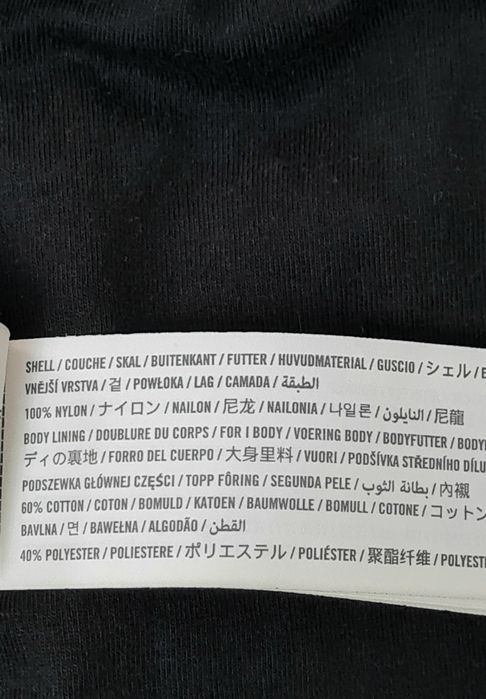 SHELL / COUCHE / SKAL / BUITENKANT / FUTTER / HUVUDMATERIAL / GUSCIO / シェル /
VNĚJŠÍ VRSTVA / 겉 / POWŁOKA / LAG / CAMADA / الطبقة
100% NYLON / ナイロン / NAILON / 尼龙 / NAILONIA / 나일론 / النايلون / 尼龍
BODY LINING / DOUBLURE DU CORPS / FOR I BODY / VOERING BODY / BODYFUTTER /
ディの裏地 / FORRO DEL CUERPO / 大身里料 / VUORI / PODŠÍVKA STŘEDNÍHO DÍLU
PODSZEWKA GŁÓWNEJ CZĘŚCI / TOPP FÔRING / SEGUNDA PELE / بطانة الثوب / 內襯
60% COTTON / COTON / BOMULD / KATOEN / BAUMWOLLE / BOMULL / COTONE / コットン
BAVLNA / 면 / BAWEŁNA / ALGODÃO / القطن
40% POLYESTER / POLIESTERE / ポリエステル / POLIÉSTER / 聚酯纤维 / POLYEST